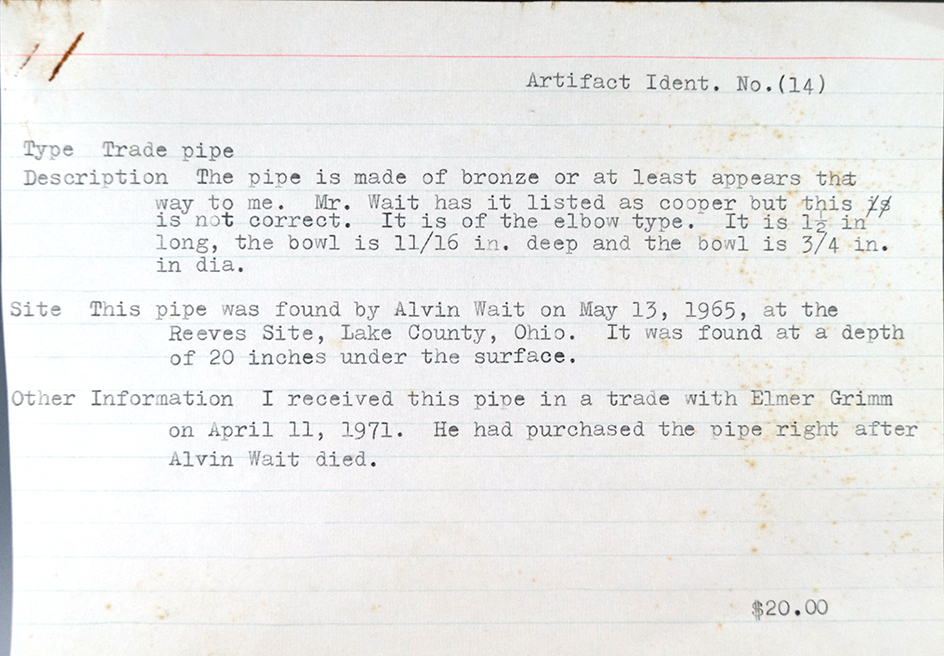 Artifact Ident. No.(14)
Type Trade pipe
Description The pipe is made of bronze or at least appears that
way to me. Mr. Wait has it listed as cooper but this is
is not correct. It is of the elbow type. It is 1½ in
long, the bowl is 11/16 in. deep and the bowl is 3/4 in.
in dia.
Site This pipe was found by Alvin Wait on May 13, 1965, at the
Reeves Site, Lake County, Ohio. It was found at a depth
of 20 inches under the surface.
Other Information I received this pipe in a trade with Elmer Grimm
on April 11, 1971. He had purchased the pipe right after
Alvin Wait died.
$20.00